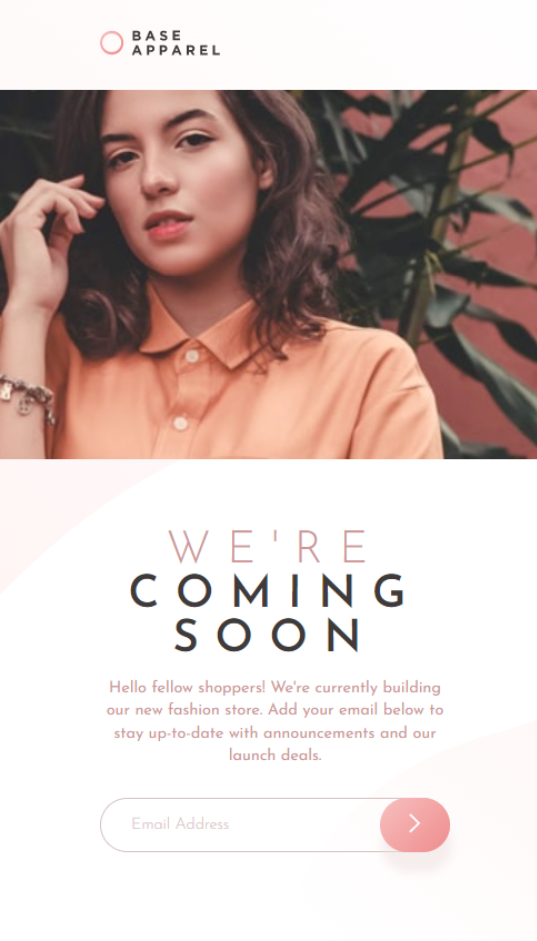 BASE
APPAREL
WE'RE
COMING
SOON
Hello fellow shoppers! We're currently building
our new fashion store. Add your email below to
stay up-to-date with announcements and our
launch deals.
Email Address